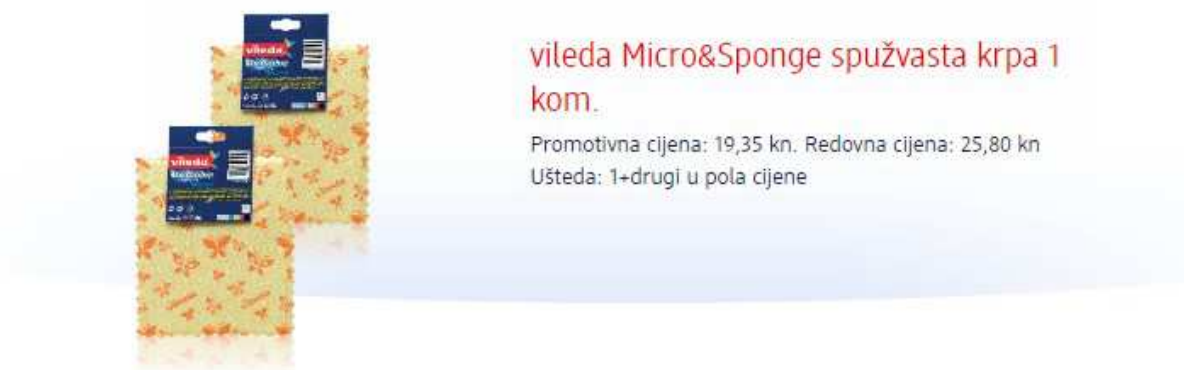 vileda
vileda
vileda Micro&Sponge spužvasta krpa 1
kom.
Promotivna cijena: 19,35 kn. Redovna cijena: 25,80 kn
Ušteda: 1+drugi u pola cijene